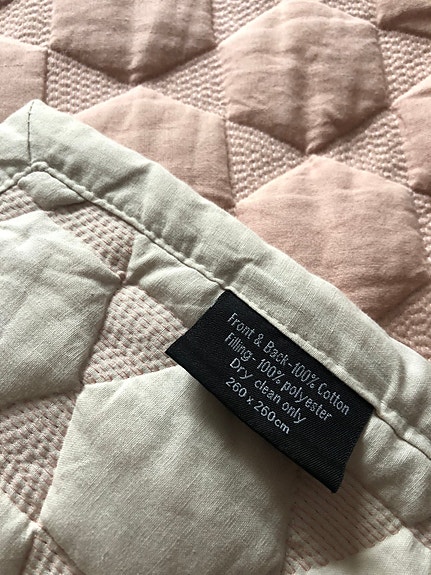 Front & Back-100% Cotton
Filling- 100% polyester
Dry clean only
260 x 260cm